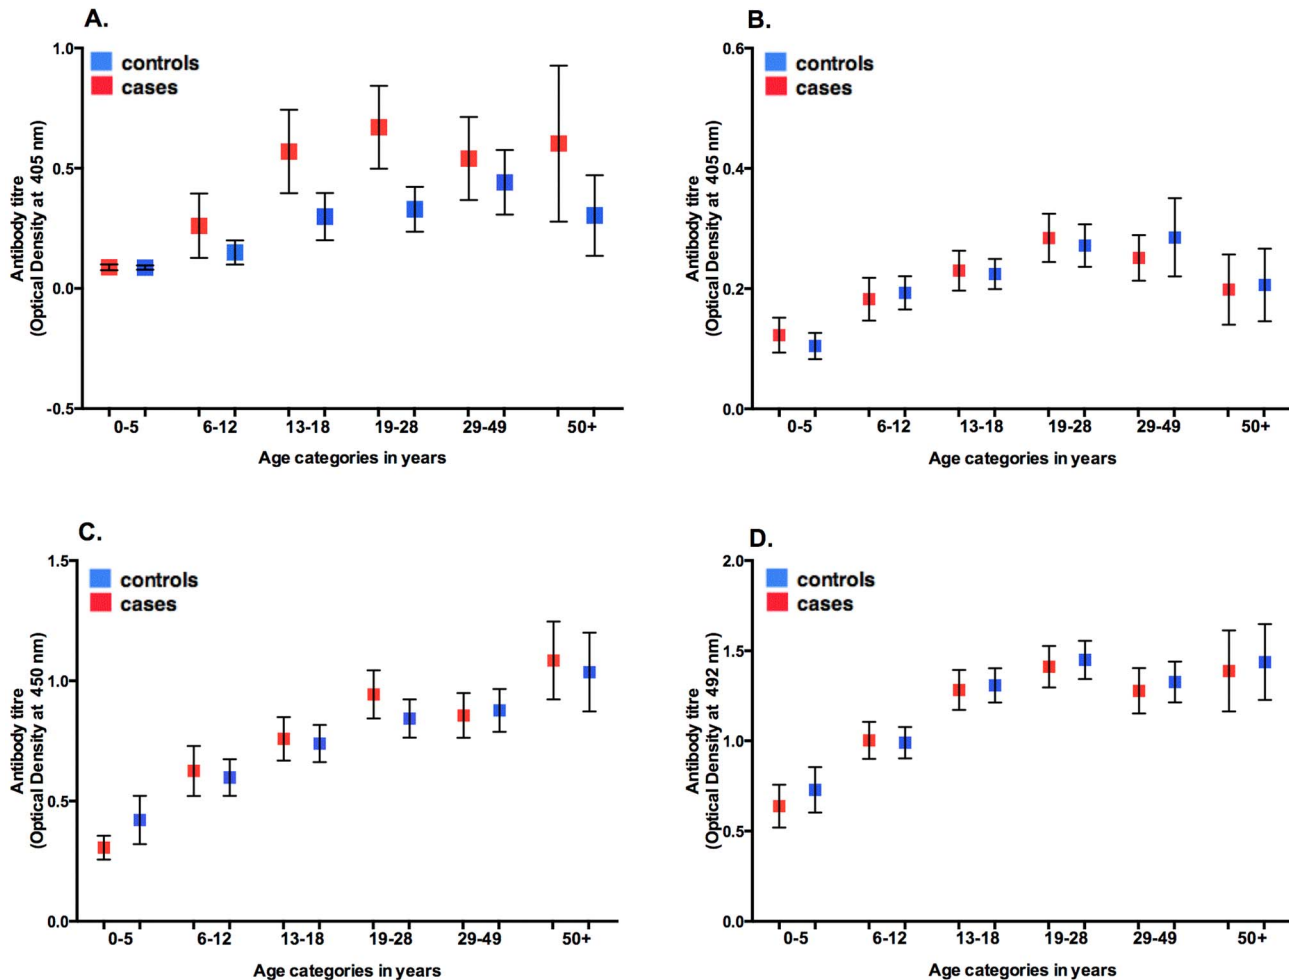 A.
controls
cases
Antibody titre
(Optical Density at 405 nm)
1.0
0.5
0.0
-0.5
0-5 6-12 13-18 19-28 29-49 50+
Age categories in years
B.
controls
cases
Antibody titre
(Optical Density at 405 nm)
0.6
0.4
0.2
0.0
0-5 6-12 13-18 19-28 29-49 50+
Age categories in years
C.
controls
cases
Antibody titre
(Optical Density at 450 nm)
1.5
1.0
0.5
0.0
0-5 6-12 13-18 19-28 29-49 50+
Age categories in years
D.
controls
cases
Antibody titre
(Optical Density at 492 nm)
2.0
1.5
1.0
0.5
0.0
0-5 6-12 13-18 19-28 29-49 50+
Age categories in years